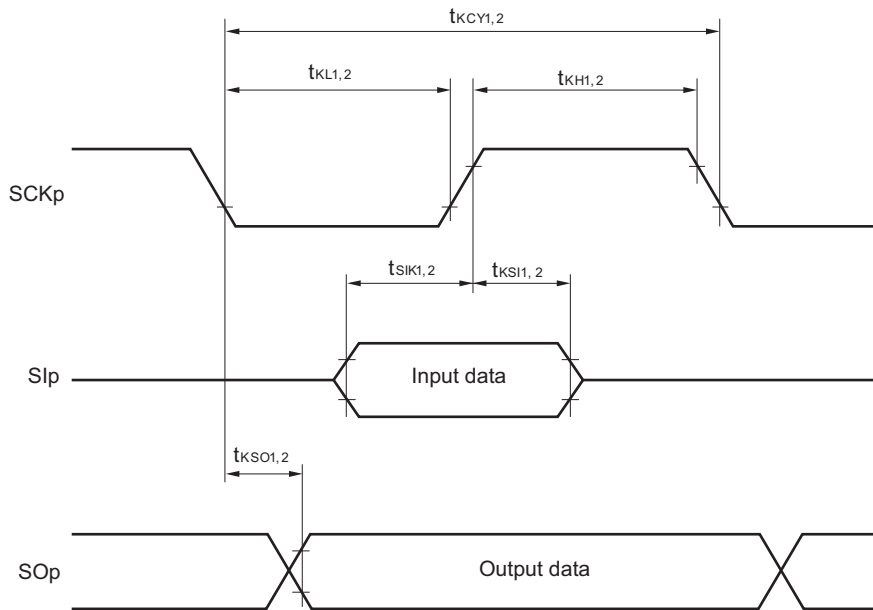 tKCY1,2
tKL1,2
tKH1,2
SCKp
tSIK1,2
tKSI1,2
SIp
Input data
tKSO1,2
SOp
Output data